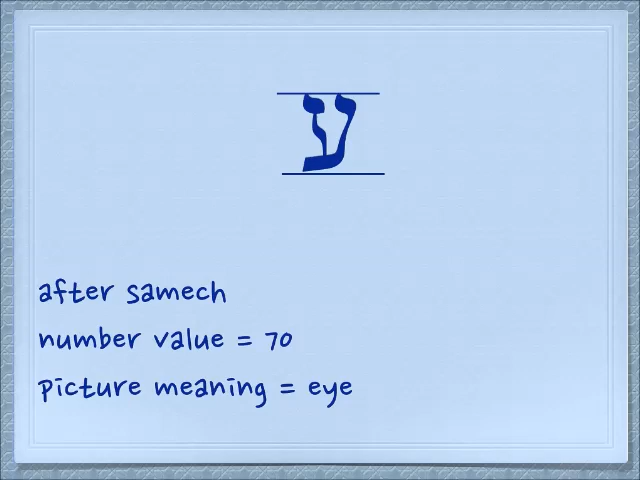 ע
after samech
number value = 70
picture meaning = eye